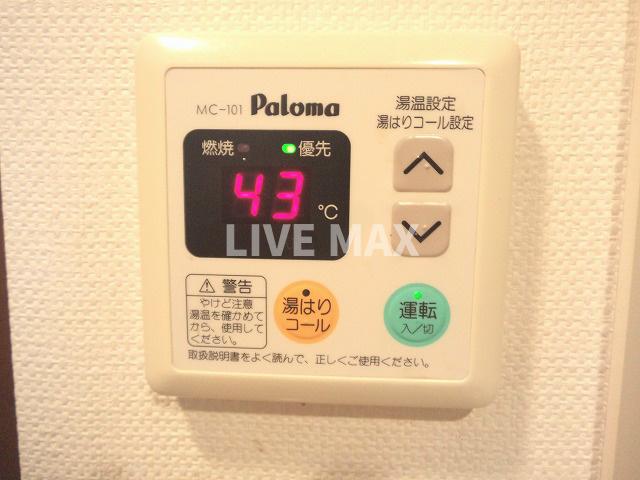 MC-101 Paloma
湯温設定
湯はりコール設定
燃焼 優先
43 ℃
LIVE MAX
⚠ 警告
やけど注意
湯温を確かめて
から、使用して
ください。
湯はり
コール
運転
入/切
取扱説明書をよく読んで、正しくご使用ください。